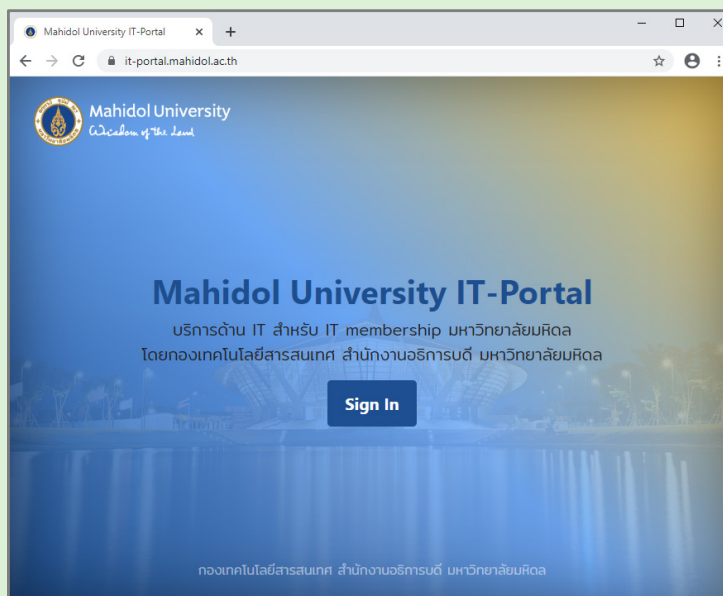 Mahidol University IT-Portal
it-portal.mahidol.ac.th
Mahidol University
Wisdom of the Land
Mahidol University IT-Portal
บริการด้าน IT สำหรับ IT membership มหาวิทยาลัยมหิดล
โดยกองเทคโนโลยีสารสนเทศ สำนักงานอธิการบดี มหาวิทยาลัยมหิดล
Sign In
กองเทคโนโลยีสารสนเทศ สำนักงานอธิการบดี มหาวิทยาลัยมหิดล